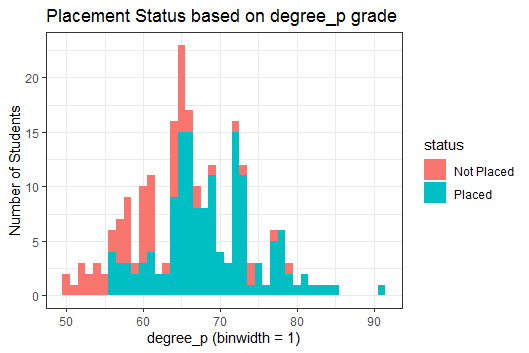 Placement Status based on degree_p grade
Number of Students
20
15
10
5
0
50 60 70 80 90
degree_p (binwidth = 1)
status
Not Placed
Placed